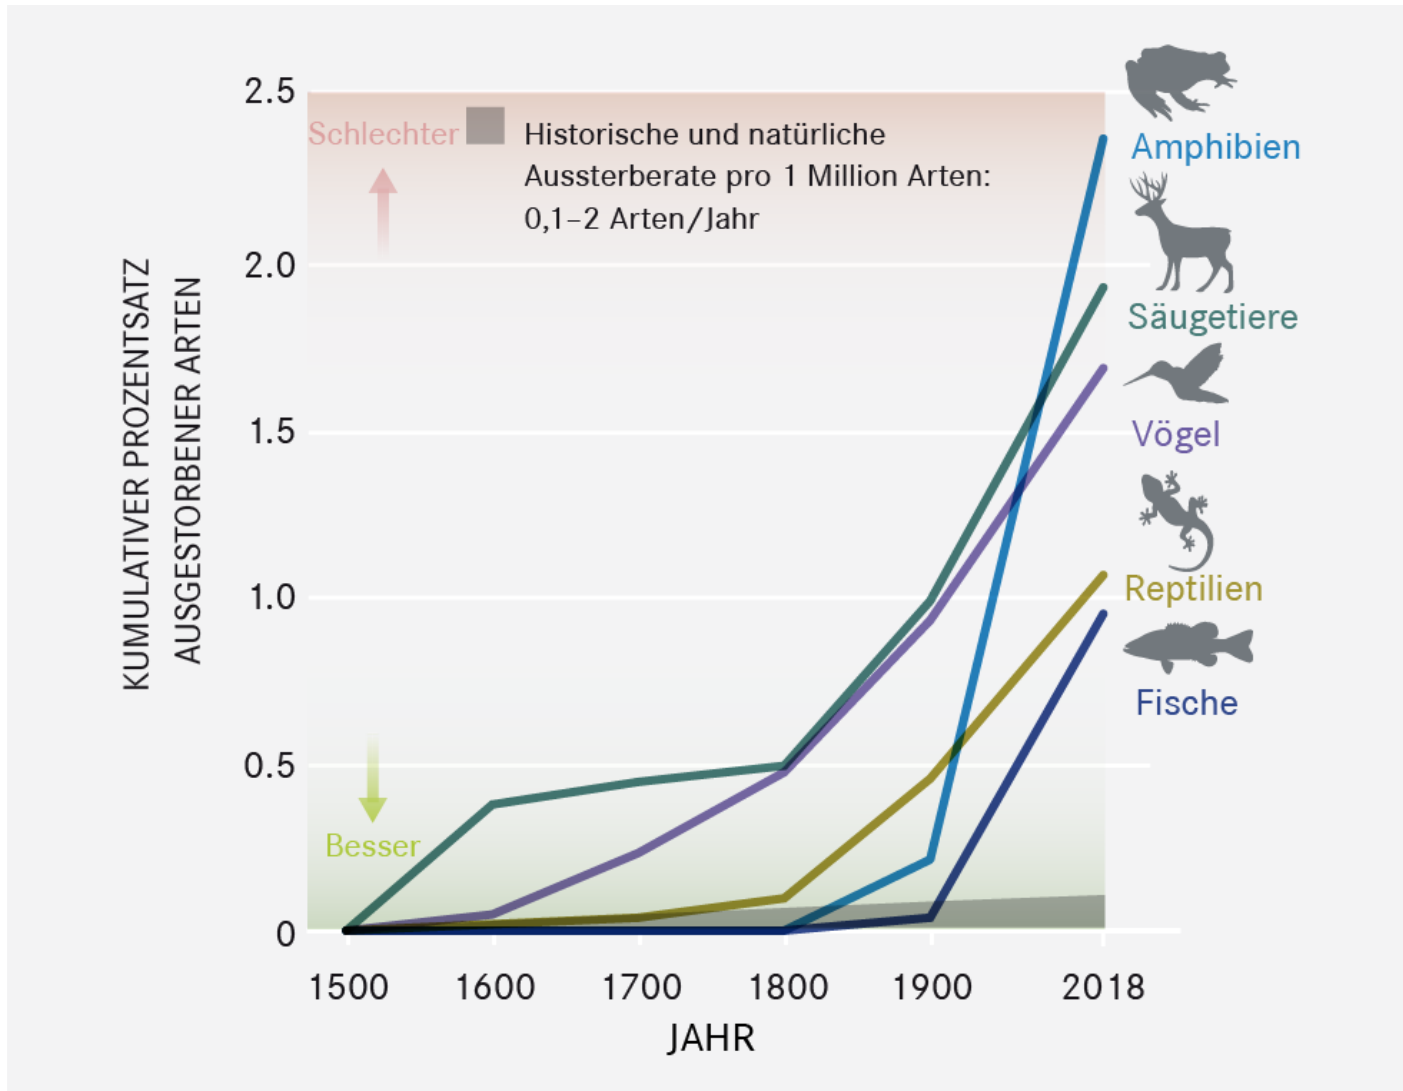 2.5
Schlechter
Historische und natürliche
Aussterberate pro 1 Million Arten:
0,1–2 Arten/Jahr
Amphibien
2.0
Säugetiere
1.5
Vögel
KUMULATIVER PROZENTSATZ
AUSGESTORBENER ARTEN
1.0
Reptilien
Fische
0.5
Besser
0
1500 1600 1700 1800 1900 2018
JAHR